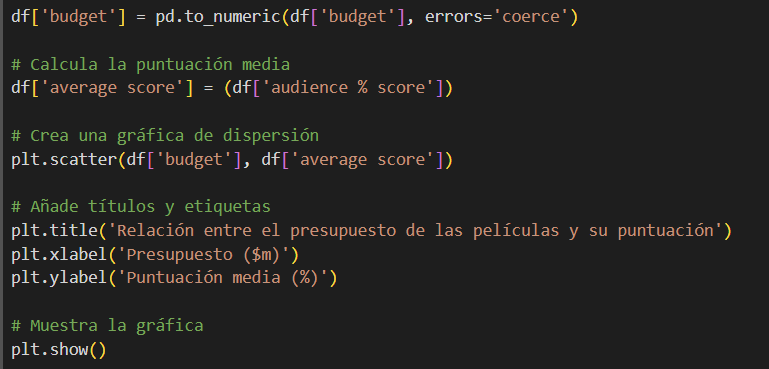 df['budget'] = pd.to_numeric(df['budget'], errors='coerce')
# Calcula la puntuación media
df['average score'] = (df['audience % score'])
# Crea una gráfica de dispersión
plt.scatter(df['budget'], df['average score'])
# Añade títulos y etiquetas
plt.title('Relación entre el presupuesto de las películas y su puntuación')
plt.xlabel('Presupuesto ($m)')
plt.ylabel('Puntuación media (%)')
# Muestra la gráfica
plt.show()